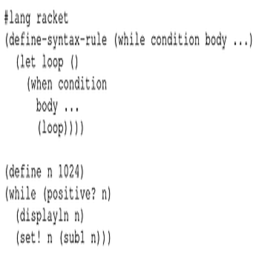 #lang racket
(define-syntax-rule (while condition body ...)
  (let loop ()
    (when condition
      body ...
      (loop))))

(define n 1024)
(while (positive? n)
  (displayln n)
  (set! n (sub1 n)))